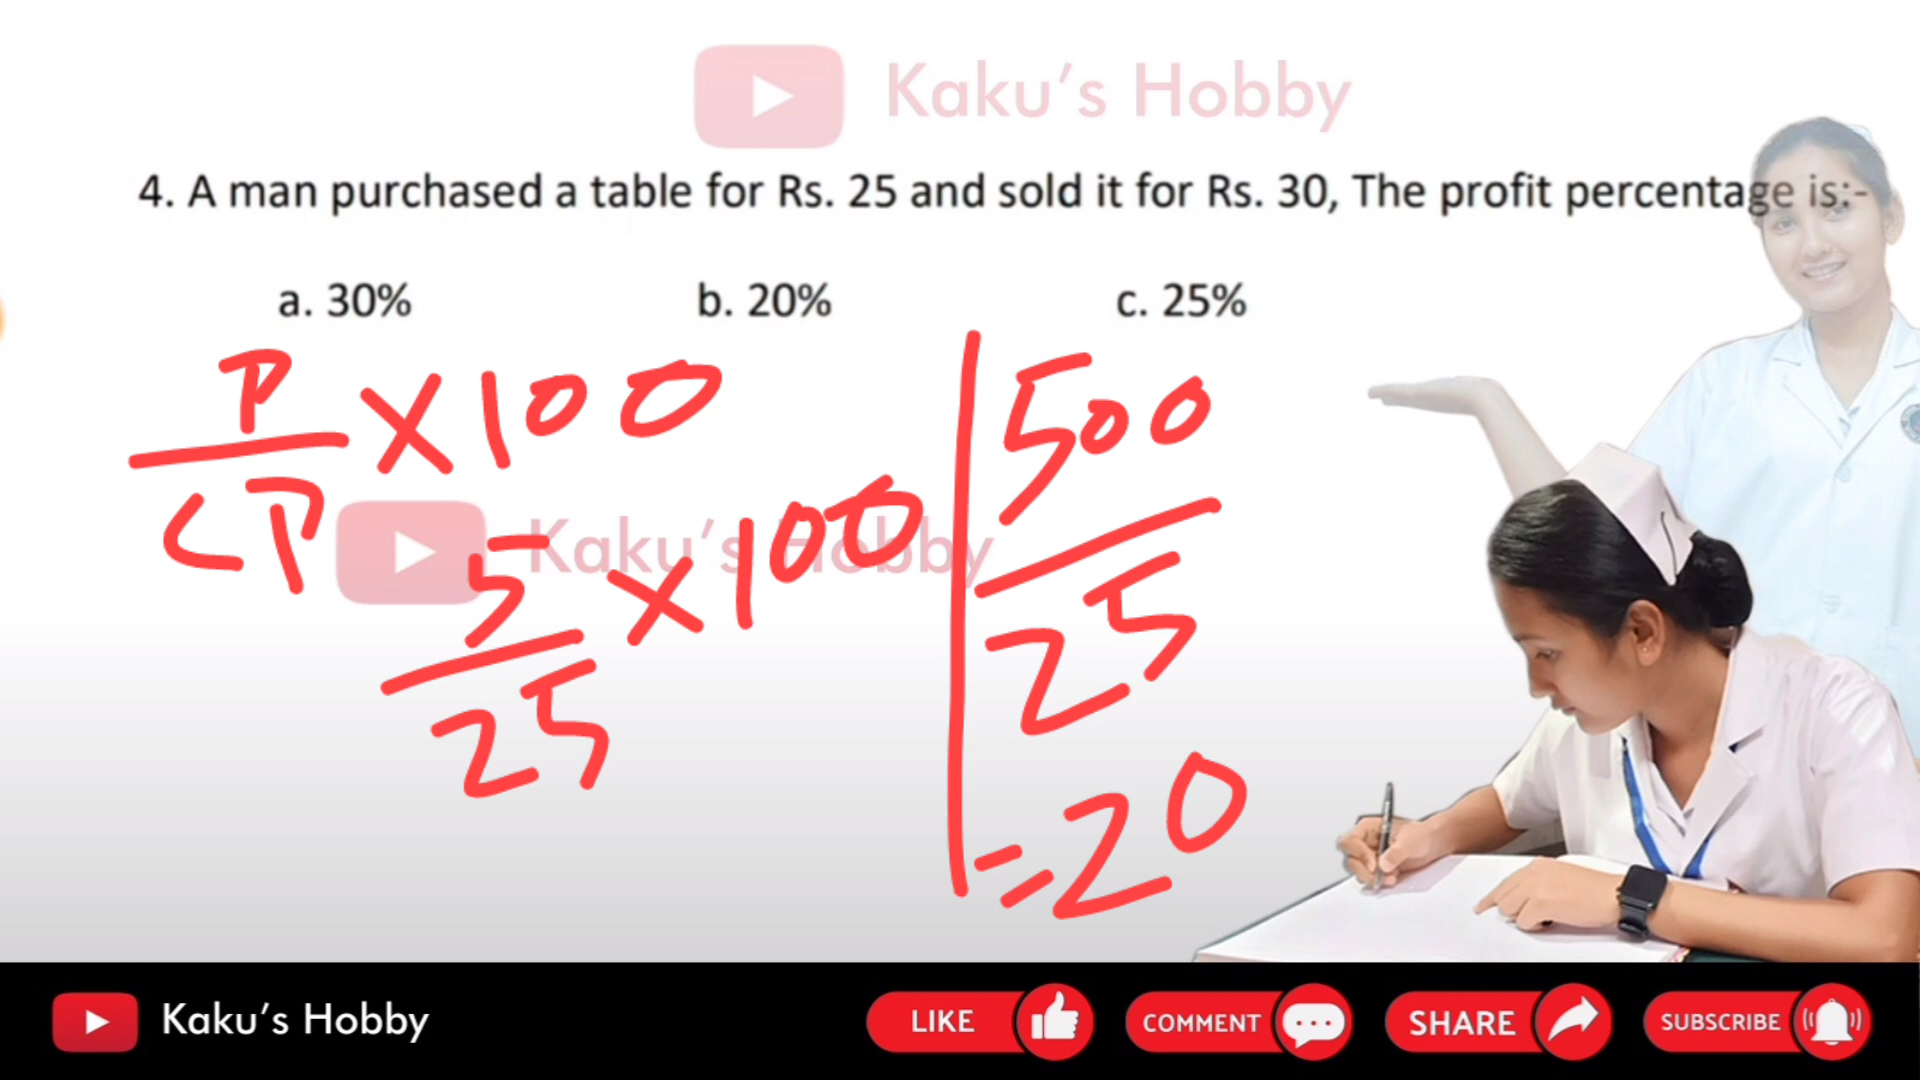 Kaku's Hobby
4. A man purchased a table for Rs. 25 and sold it for Rs. 30, The profit percentage is:-
a. 30% b. 20% c. 25%
P/CP × 100
Kaku's Hobby
5/25 × 100
500/25
= 20
Kaku's Hobby LIKE COMMENT SHARE SUBSCRIBE